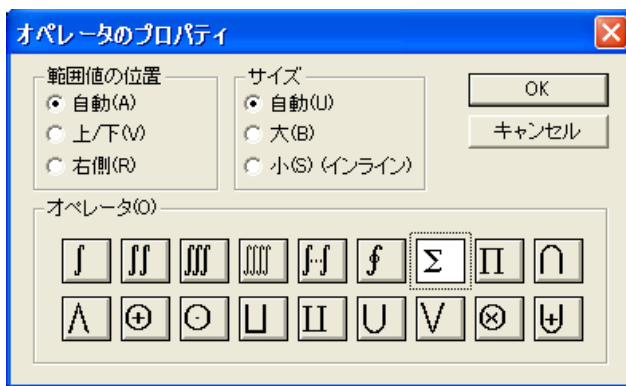 オペレータのプロパティ
範囲値の位置
自動(A)
上/下(V)
右側(R)
サイズ
自動(U)
大(B)
小(S) (インライン)
OK
キャンセル
オペレータ(O)
∫ ∬ ∭ ⨌ ∫⋯∫ ∮ Σ Π ⋂
⋀ ⊕ ⊙ ⊔ ∐ ⋃ ⋁ ⊗ ⊎